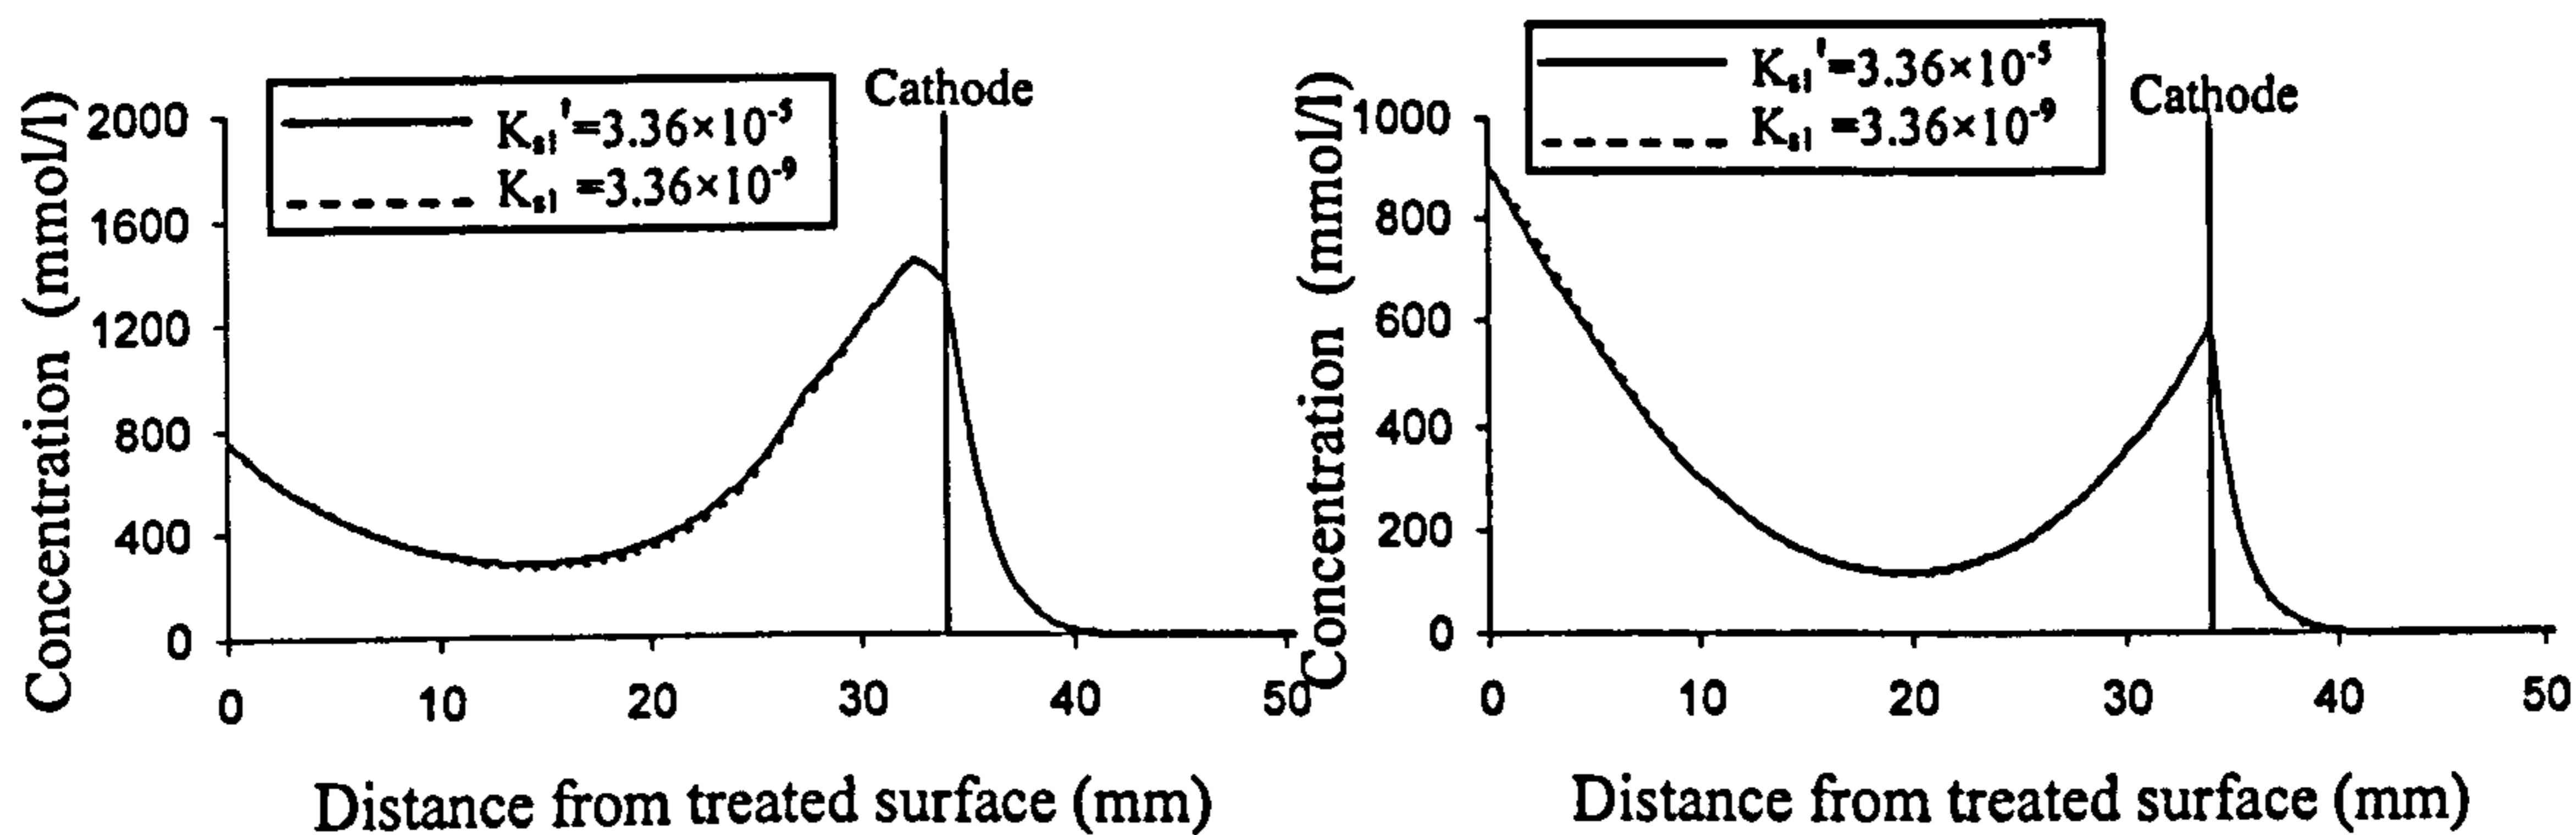 K_s1'=3.36×10^-5
K_s1 =3.36×10^-9
Cathode
Concentration (mmol/l)
2000
1600
1200
800
400
0
0 10 20 30 40 50
Distance from treated surface (mm)
K_s1'=3.36×10^-5
K_s1 =3.36×10^-9
Cathode
Concentration (mmol/l)
1000
800
600
400
200
0
0 10 20 30 40 50
Distance from treated surface (mm)